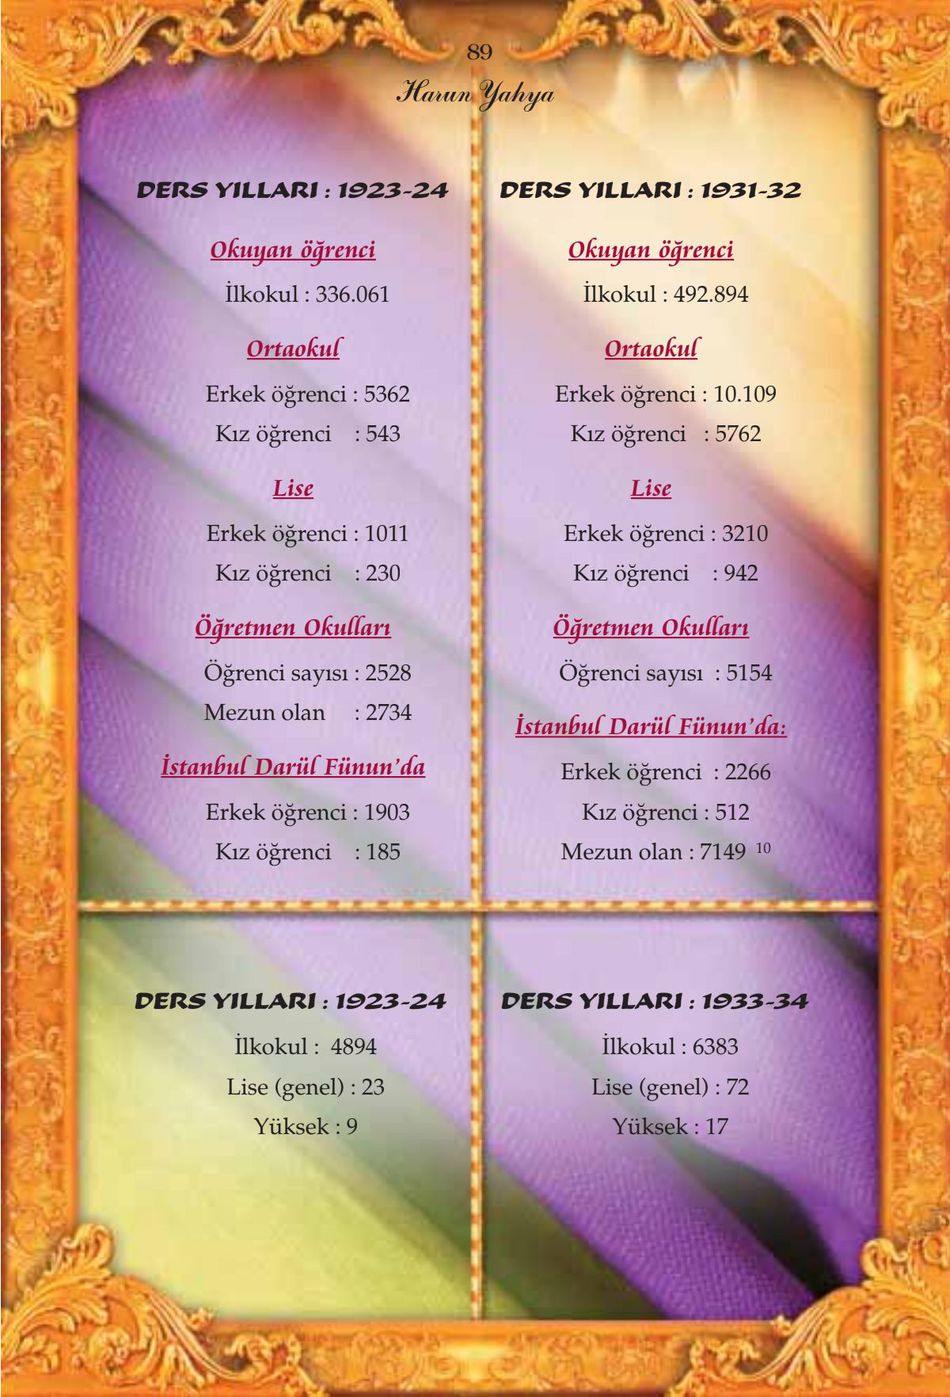 89
Harun Yahya
DERS YILLARI : 1923-24
Okuyan öğrenci
İlkokul : 336.061
Ortaokul
Erkek öğrenci : 5362
Kız öğrenci : 543
Lise
Erkek öğrenci : 1011
Kız öğrenci : 230
Öğretmen Okulları
Öğrenci sayısı : 2528
Mezun olan : 2734
İstanbul Darül Fünun'da
Erkek öğrenci : 1903
Kız öğrenci : 185
DERS YILLARI : 1931-32
Okuyan öğrenci
İlkokul : 492.894
Ortaokul
Erkek öğrenci : 10.109
Kız öğrenci : 5762
Lise
Erkek öğrenci : 3210
Kız öğrenci : 942
Öğretmen Okulları
Öğrenci sayısı : 5154
İstanbul Darül Fünun'da:
Erkek öğrenci : 2266
Kız öğrenci : 512
Mezun olan : 7149 10
DERS YILLARI : 1923-24
İlkokul : 4894
Lise (genel) : 23
Yüksek : 9
DERS YILLARI : 1933-34
İlkokul : 6383
Lise (genel) : 72
Yüksek : 17